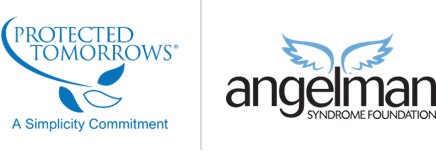 PROTECTED
TOMORROWS®
A Simplicity Commitment
angelman
SYNDROME FOUNDATION